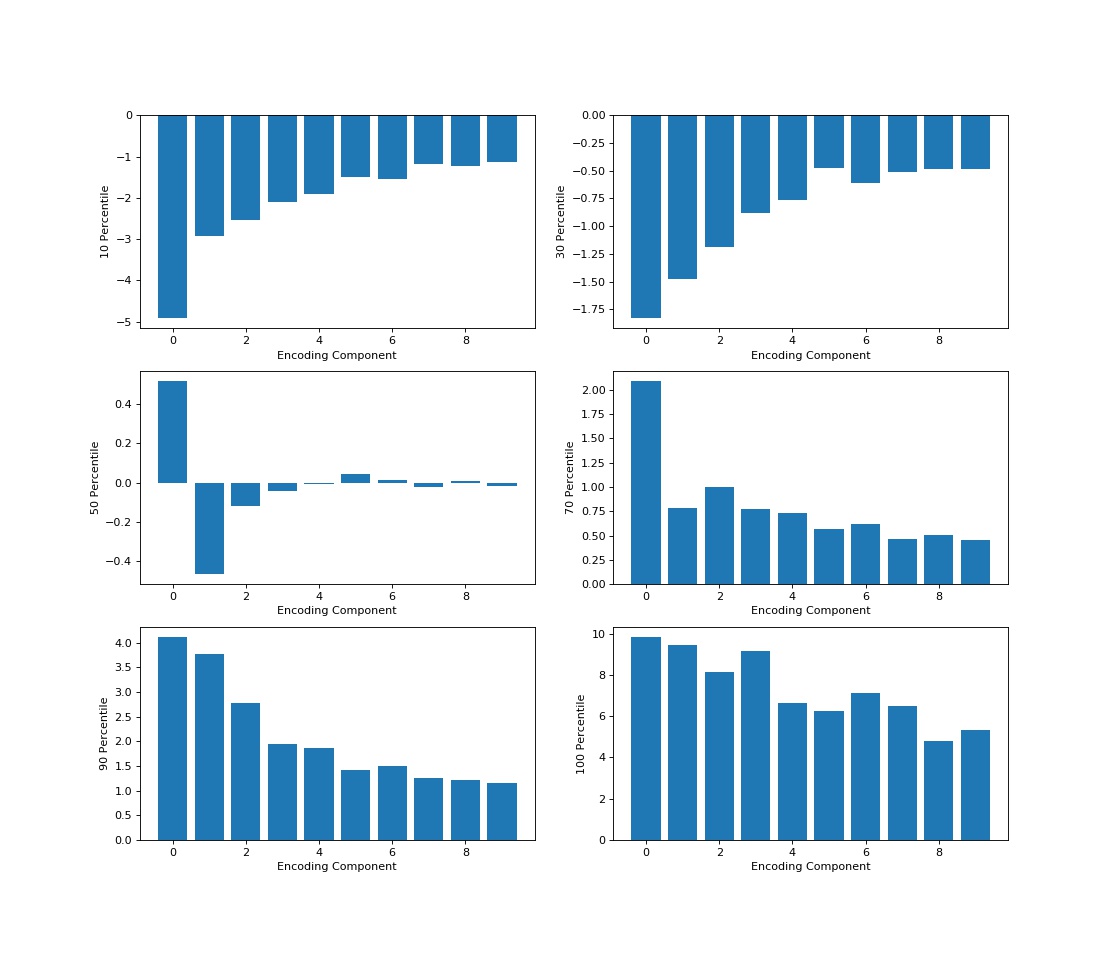 0
−1
−2
−3
−4
−5
10 Percentile
0 2 4 6 8
Encoding Component
0.00
−0.25
−0.50
−0.75
−1.00
−1.25
−1.50
−1.75
30 Percentile
0 2 4 6 8
Encoding Component
0.4
0.2
0.0
−0.2
−0.4
50 Percentile
0 2 4 6 8
Encoding Component
2.00
1.75
1.50
1.25
1.00
0.75
0.50
0.25
0.00
70 Percentile
0 2 4 6 8
Encoding Component
4.0
3.5
3.0
2.5
2.0
1.5
1.0
0.5
0.0
90 Percentile
0 2 4 6 8
Encoding Component
10
8
6
4
2
0
100 Percentile
0 2 4 6 8
Encoding Component